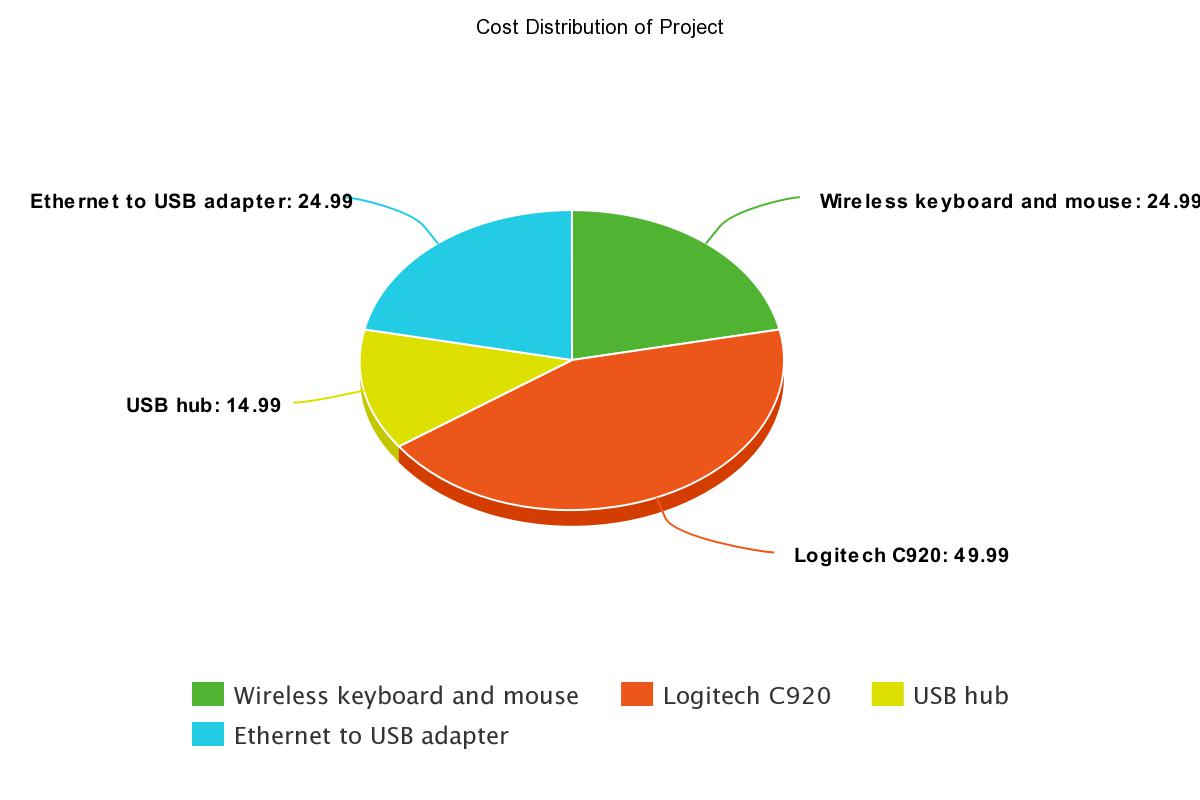 Cost Distribution of Project
Ethernet to USB adapter: 24.99
Wireless keyboard and mouse: 24.99
USB hub: 14.99
Logitech C920: 49.99
Wireless keyboard and mouse
Logitech C920
USB hub
Ethernet to USB adapter